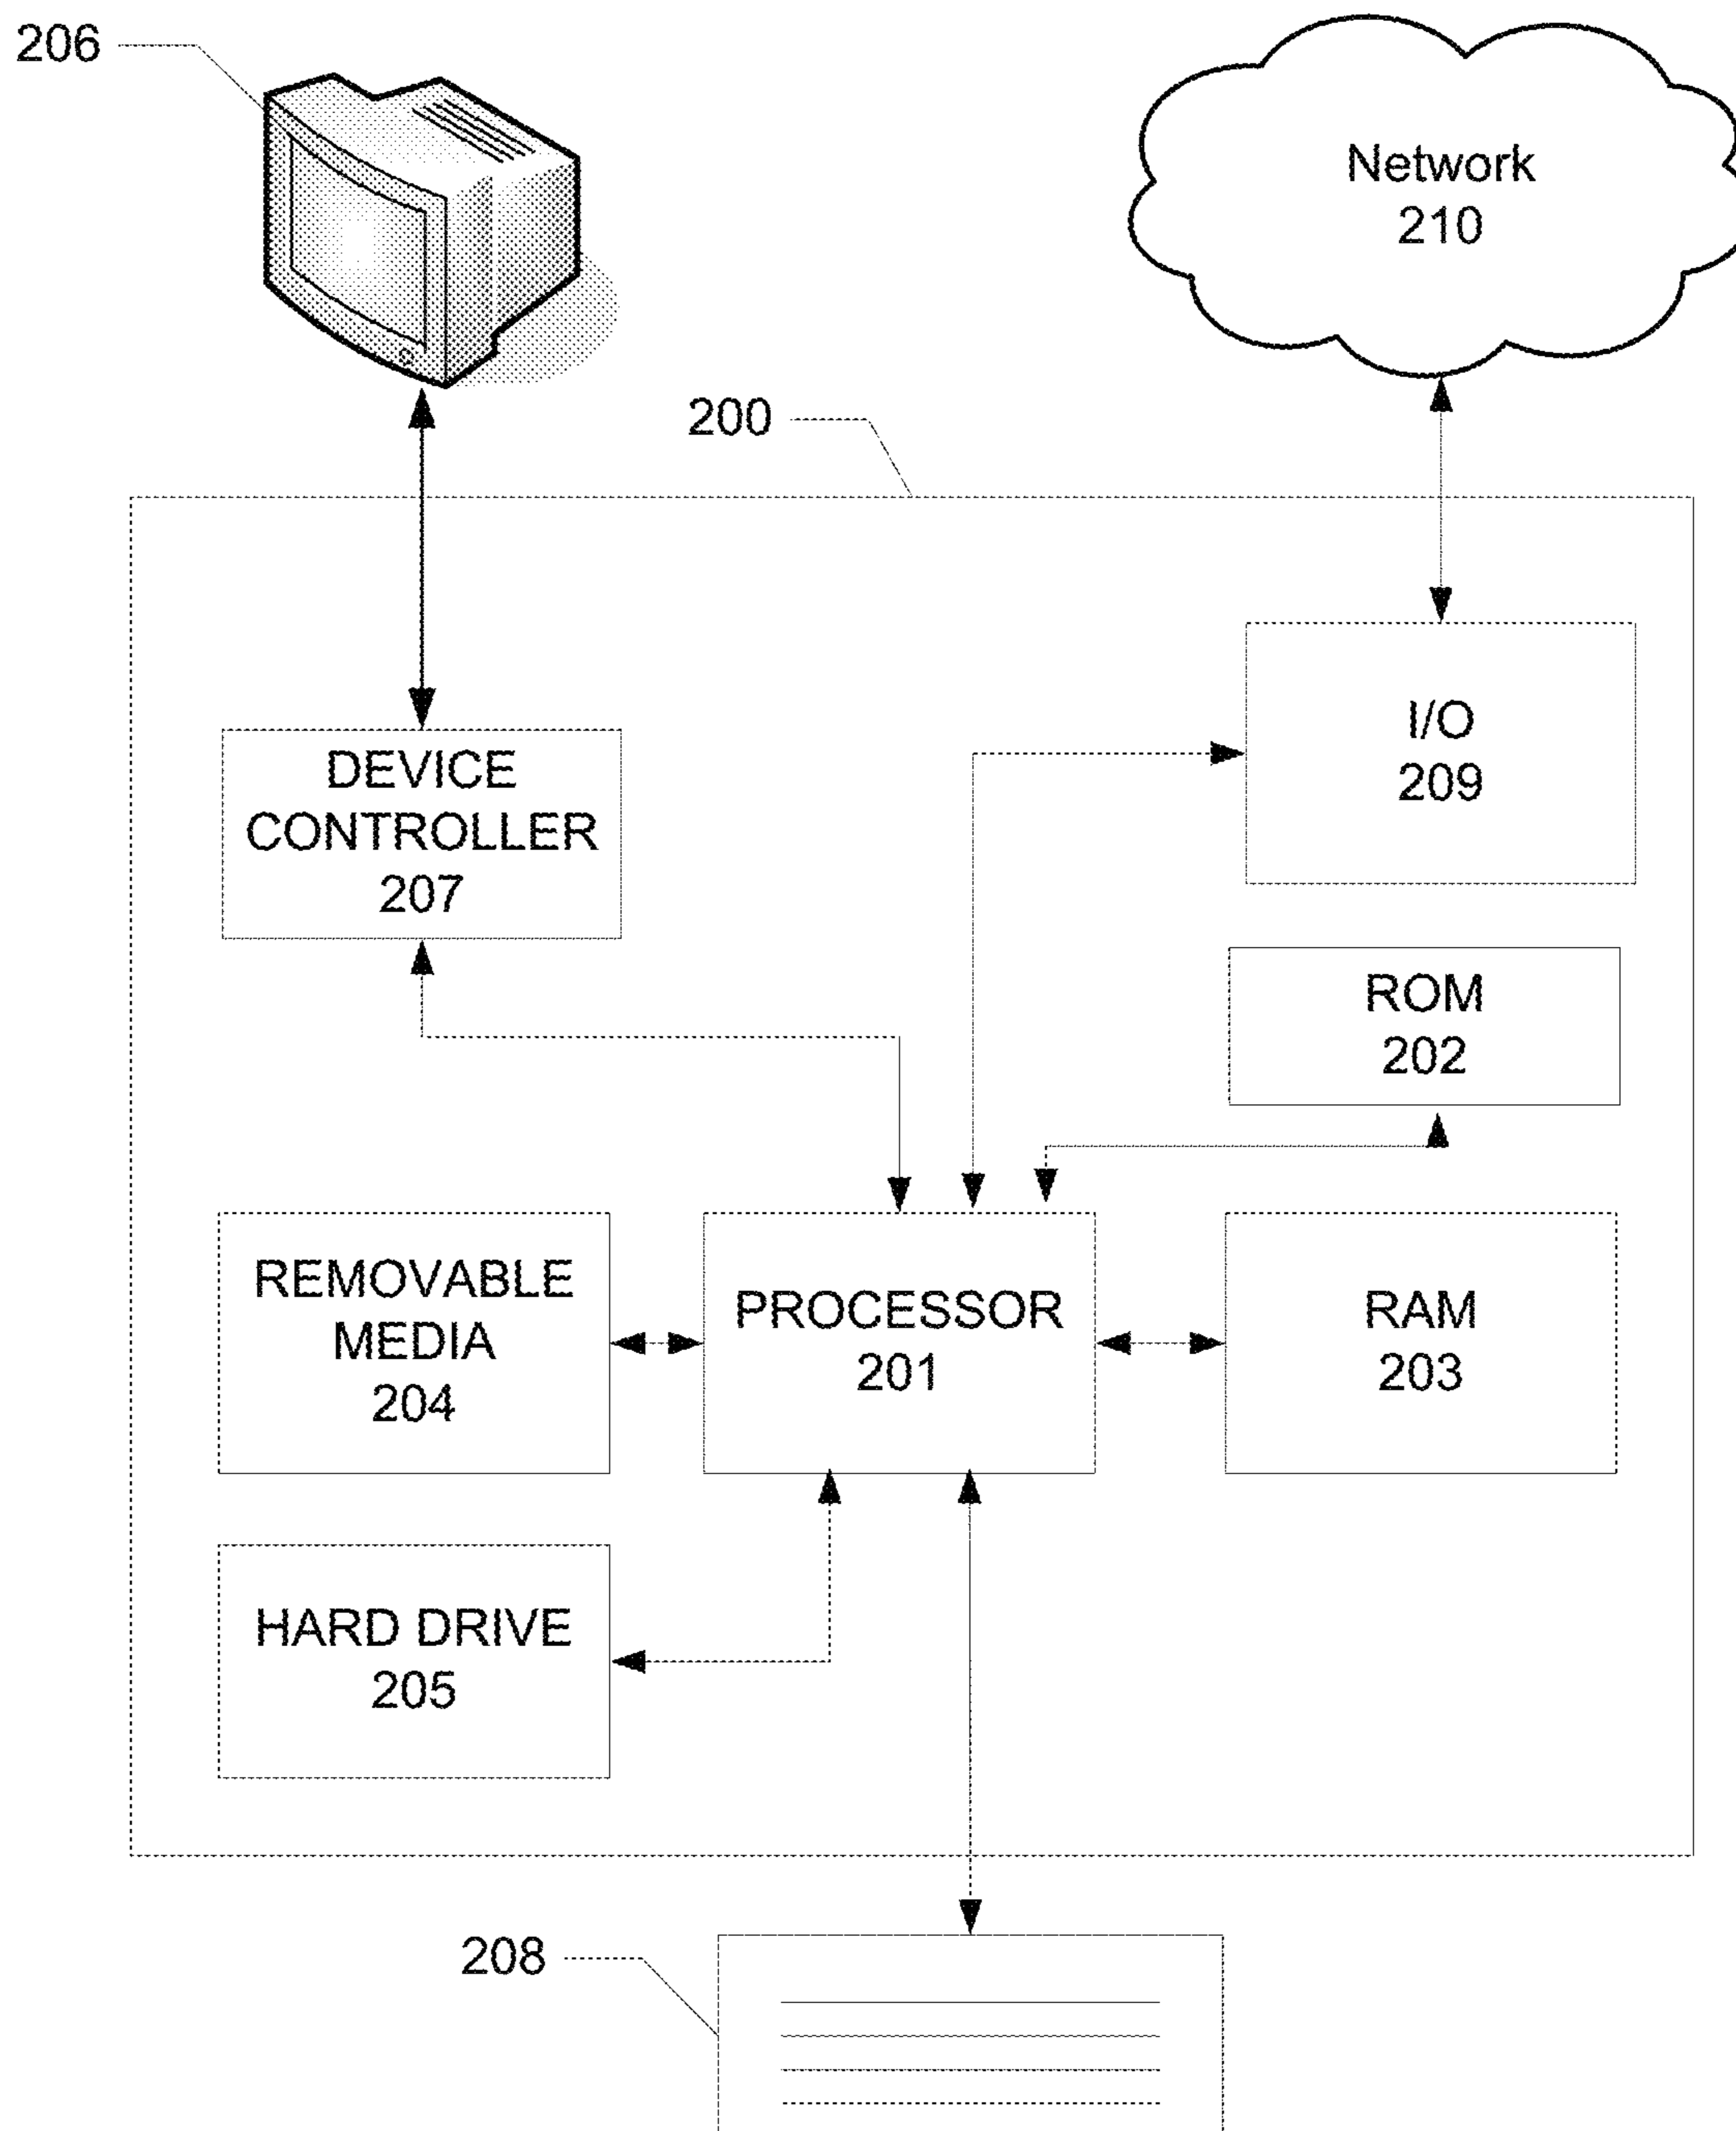 206
Network
210
200
DEVICE
CONTROLLER
207
I/O
209
ROM
202
REMOVABLE
MEDIA
204
PROCESSOR
201
RAM
203
HARD DRIVE
205
208